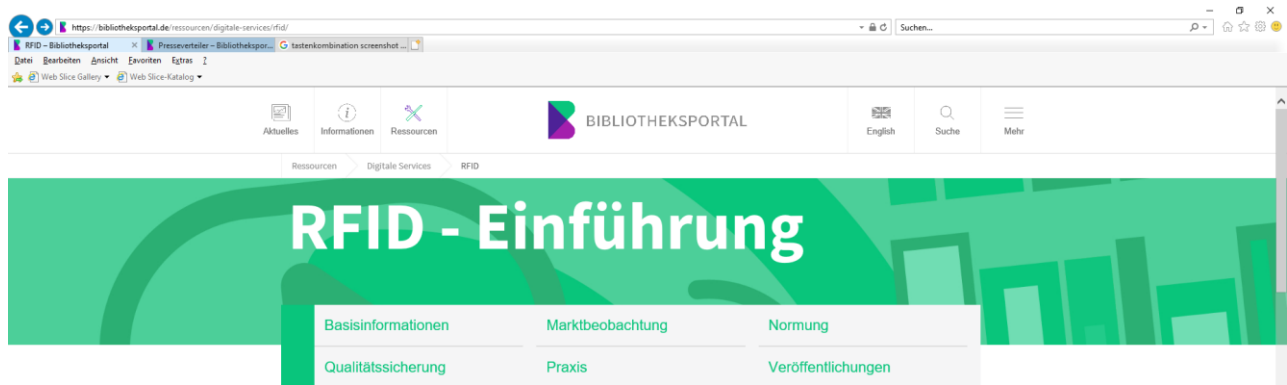 https://bibliotheksportal.de/ressourcen/digitale-services/rfid/
Suchen...
RFID – Bibliotheksportal
Presseverteiler – Bibliothekspor...
tastenkombination screenshot ...
Datei Bearbeiten Ansicht Favoriten Extras ?
Web Slice Gallery
Web Slice-Katalog
Aktuelles
Informationen
Ressourcen
BIBLIOTHEKSPORTAL
English
Suche
Mehr
Ressourcen
Digitale Services
RFID
RFID - Einführung
Basisinformationen
Marktbeobachtung
Normung
Qualitätssicherung
Praxis
Veröffentlichungen